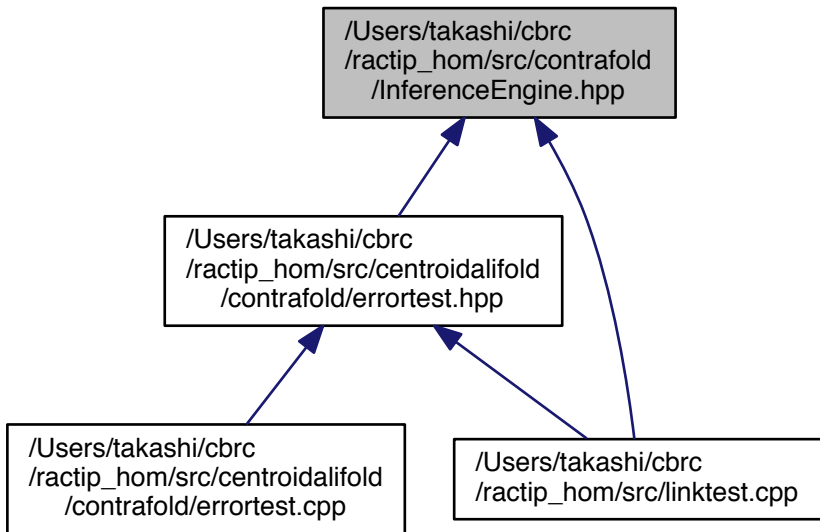 /Users/takashi/cbrc
/ractip_hom/src/contrafold
/InferenceEngine.hpp
/Users/takashi/cbrc
/ractip_hom/src/centroidalifold
/contrafold/errortest.hpp
/Users/takashi/cbrc
/ractip_hom/src/centroidalifold
/contrafold/errortest.cpp
/Users/takashi/cbrc
/ractip_hom/src/linktest.cpp